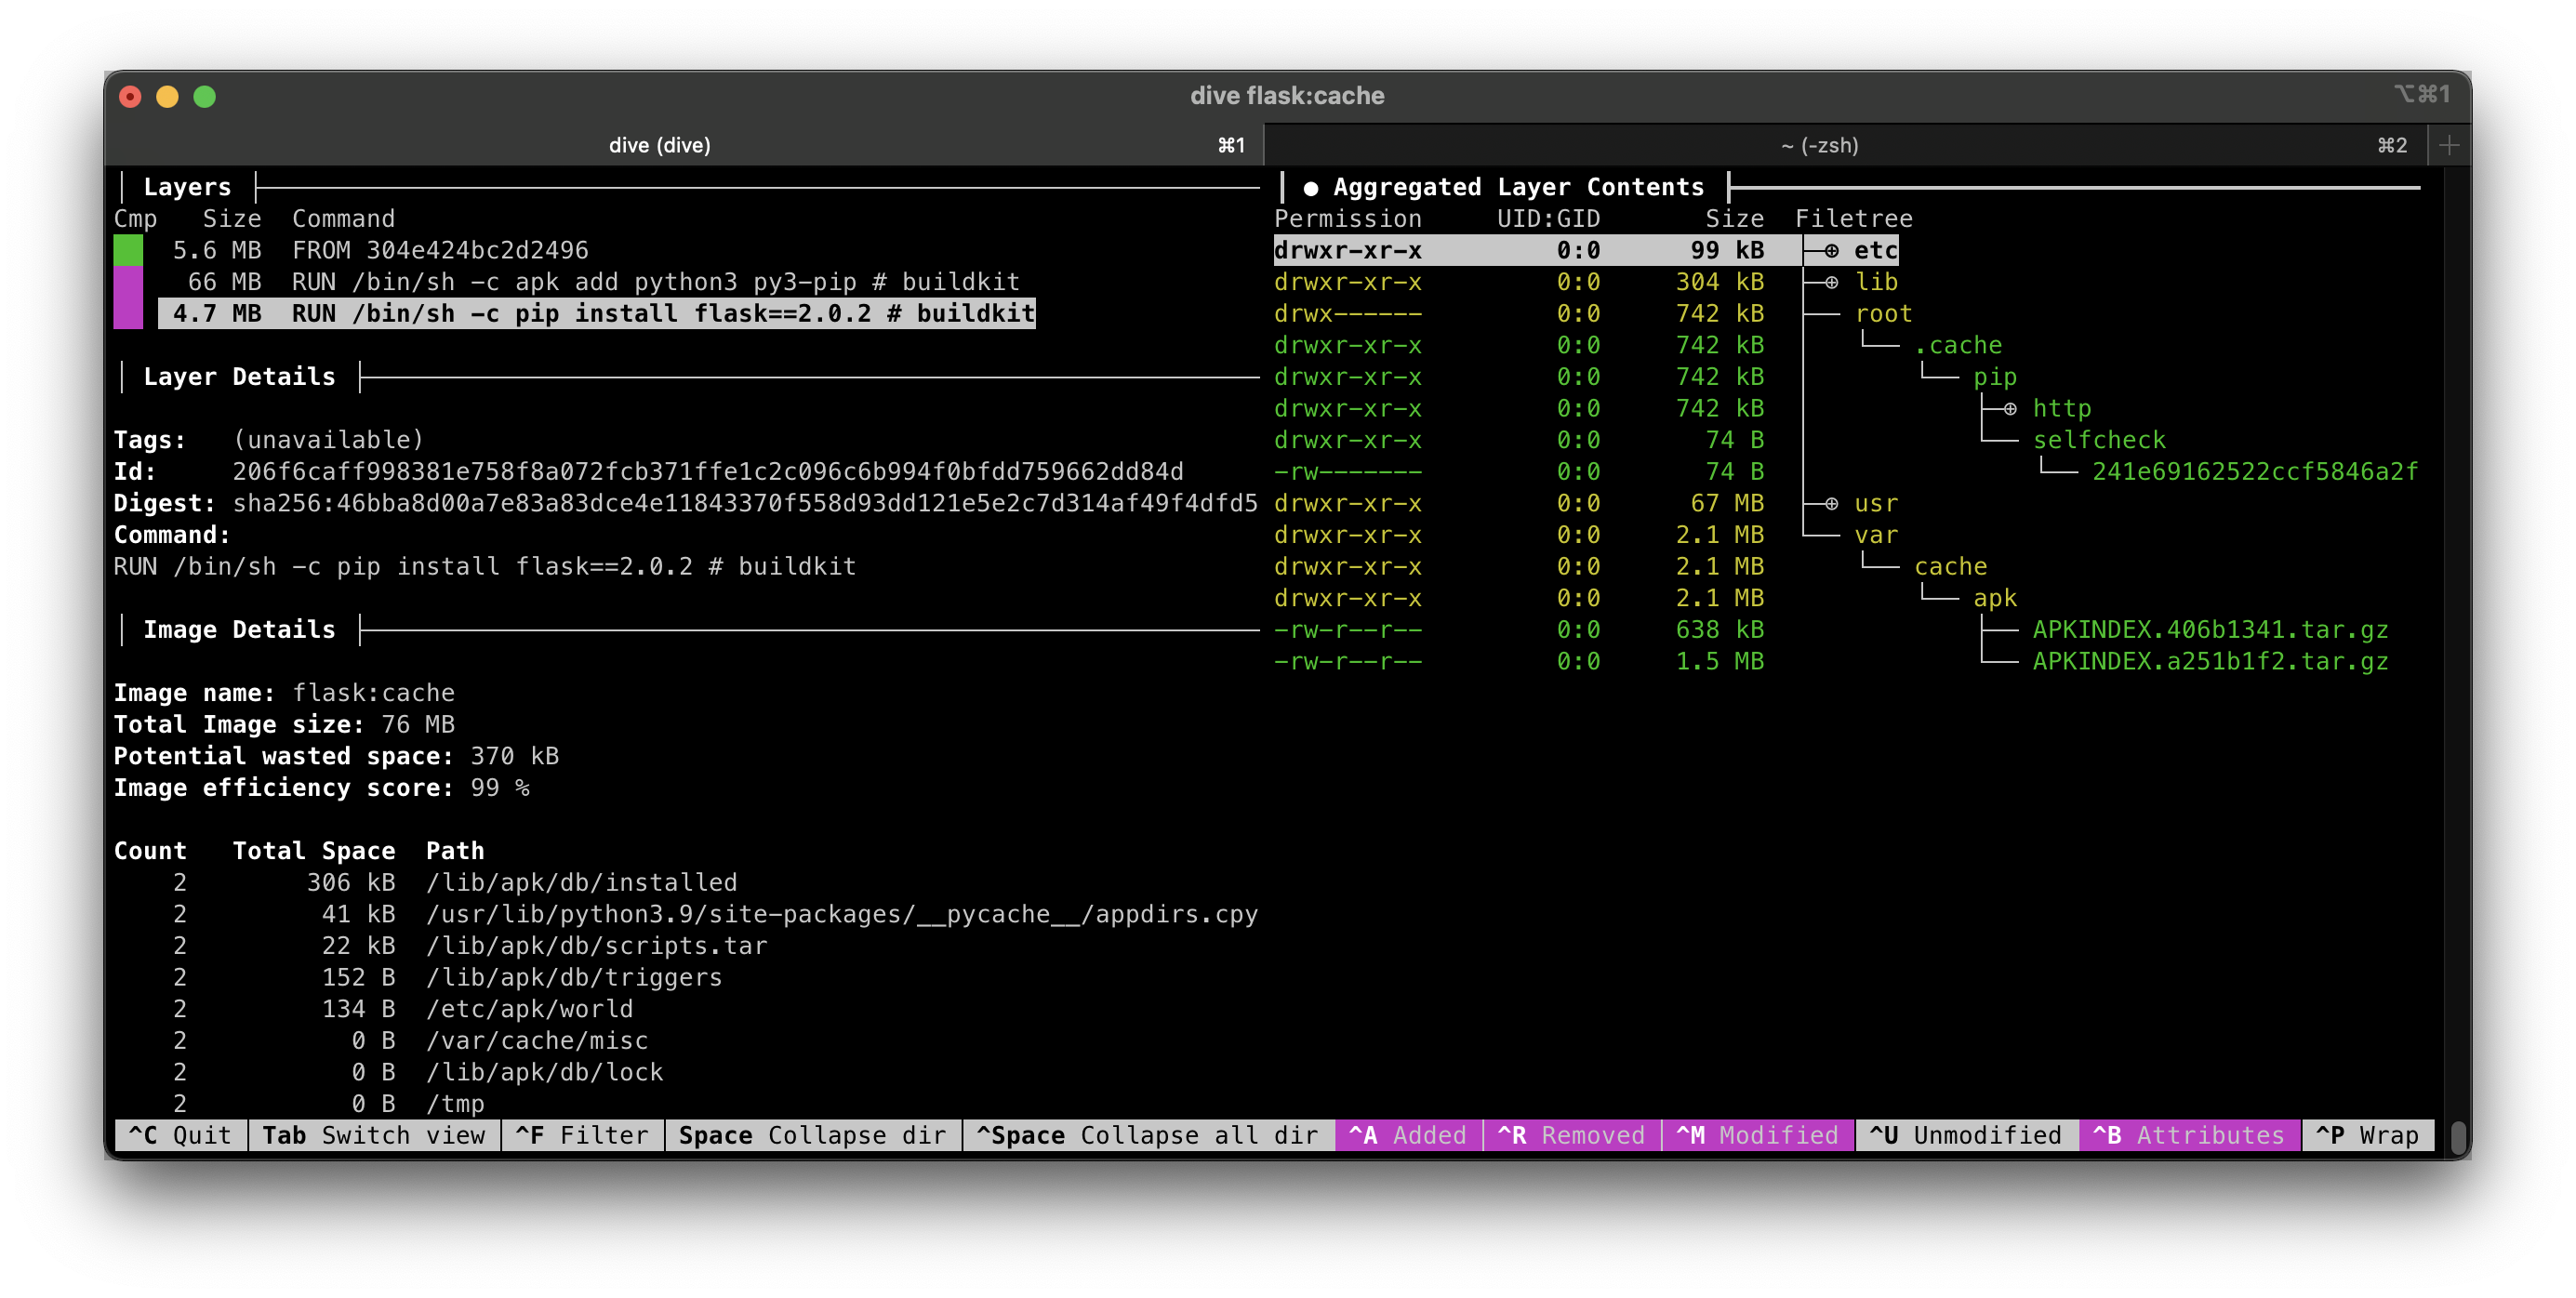 dive flask:cache
⌥⌘1
dive (dive) ⌘1
~ (-zsh) ⌘2
Layers
Cmp Size Command
5.6 MB FROM 304e424bc2d2496
66 MB RUN /bin/sh -c apk add python3 py3-pip # buildkit
4.7 MB RUN /bin/sh -c pip install flask==2.0.2 # buildkit
Layer Details
Tags: (unavailable)
Id: 206f6caff998381e758f8a072fcb371ffe1c2c096c6b994f0bfdd759662dd84d
Digest: sha256:46bba8d00a7e83a83dce4e11843370f558d93dd121e5e2c7d314af49f4dfd5
Command:
RUN /bin/sh -c pip install flask==2.0.2 # buildkit
Image Details
Image name: flask:cache
Total Image size: 76 MB
Potential wasted space: 370 kB
Image efficiency score: 99 %
Count Total Space Path
2 306 kB /lib/apk/db/installed
2 41 kB /usr/lib/python3.9/site-packages/__pycache__/appdirs.cpy
2 22 kB /lib/apk/db/scripts.tar
2 152 B /lib/apk/db/triggers
2 134 B /etc/apk/world
2 0 B /var/cache/misc
2 0 B /lib/apk/db/lock
2 0 B /tmp
● Aggregated Layer Contents
Permission UID:GID Size Filetree
drwxr-xr-x 0:0 99 kB ├─⊕ etc
drwxr-xr-x 0:0 304 kB ├─⊕ lib
drwx------ 0:0 742 kB ├── root
drwxr-xr-x 0:0 742 kB │ └── .cache
drwxr-xr-x 0:0 742 kB │ └── pip
drwxr-xr-x 0:0 742 kB │ ├─⊕ http
drwxr-xr-x 0:0 74 B │ └── selfcheck
-rw------- 0:0 74 B │ └── 241e69162522ccf5846a2f
drwxr-xr-x 0:0 67 MB ├─⊕ usr
drwxr-xr-x 0:0 2.1 MB └── var
drwxr-xr-x 0:0 2.1 MB └── cache
drwxr-xr-x 0:0 2.1 MB └── apk
-rw-r--r-- 0:0 638 kB ├── APKINDEX.406b1341.tar.gz
-rw-r--r-- 0:0 1.5 MB └── APKINDEX.a251b1f2.tar.gz
^C Quit Tab Switch view ^F Filter Space Collapse dir ^Space Collapse all dir ^A Added ^R Removed ^M Modified ^U Unmodified ^B Attributes ^P Wrap